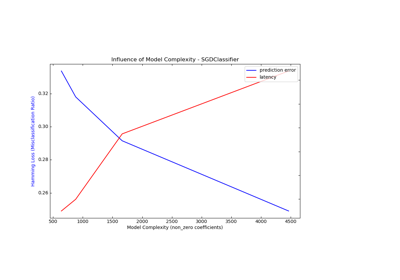 Influence of Model Complexity - SGDClassifier
prediction error
latency
0.32
0.30
0.28
0.26
Hamming Loss (Misclassification Ratio)
500 1000 1500 2000 2500 3000 3500 4000 4500
Model Complexity (non_zero coefficients)